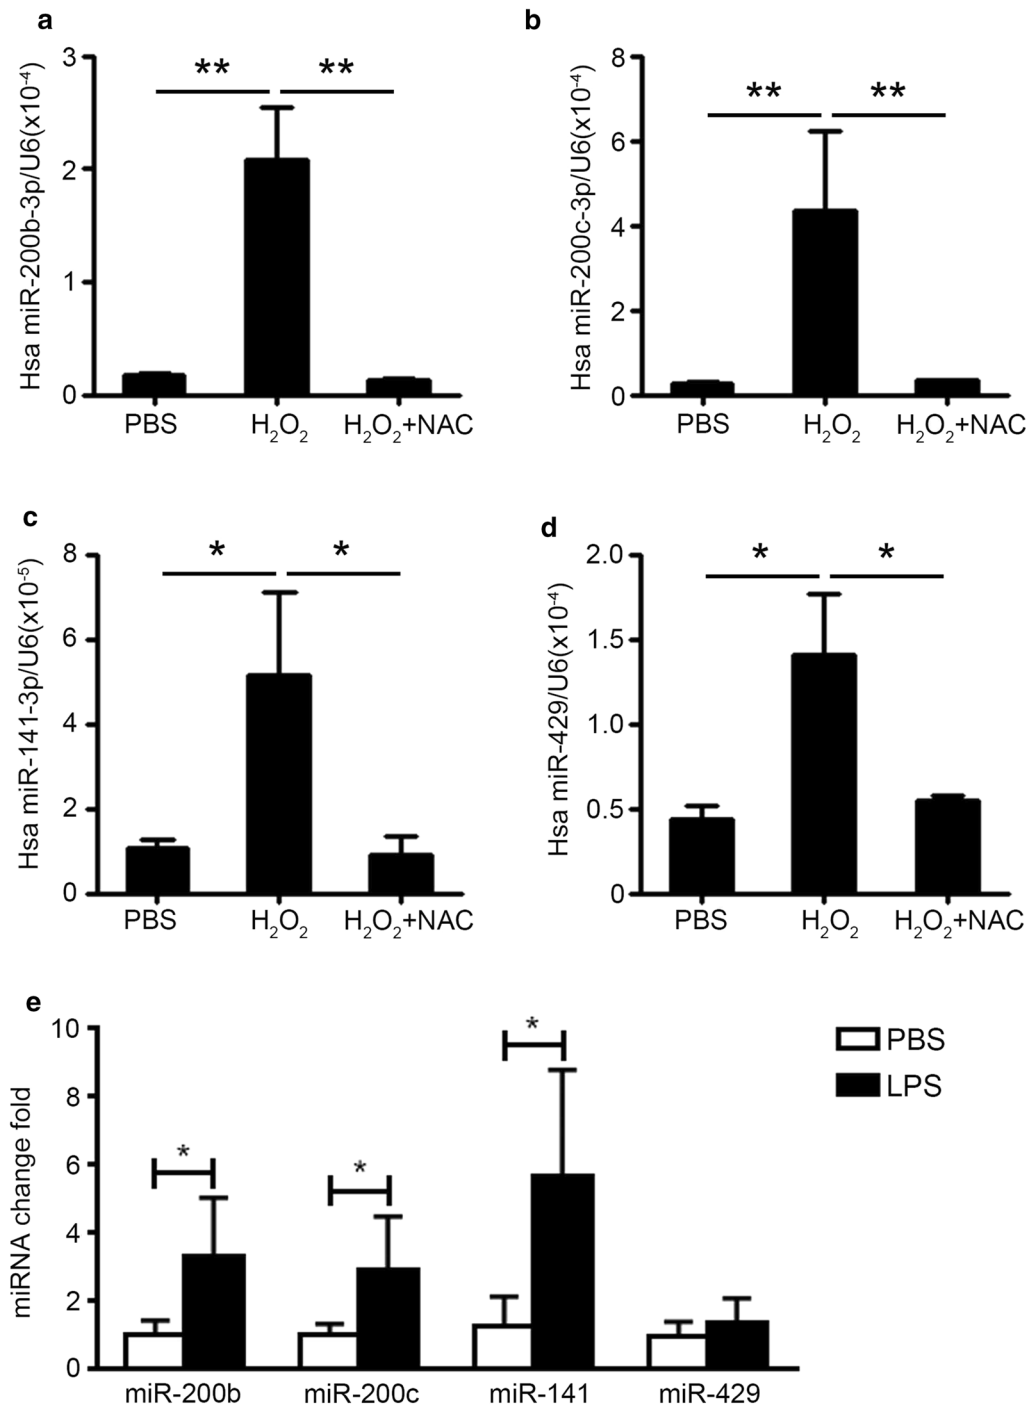 a
Hsa miR-200b-3p/U6(x10⁻⁴)
3
2
1
0
** **
PBS H₂O₂ H₂O₂+NAC
b
Hsa miR-200c-3p/U6(x10⁻⁴)
8
6
4
2
0
** **
PBS H₂O₂ H₂O₂+NAC
c
Hsa miR-141-3p/U6(x10⁻⁵)
8
6
4
2
0
* *
PBS H₂O₂ H₂O₂+NAC
d
Hsa miR-429/U6(x10⁻⁴)
2.0
1.5
1.0
0.5
0
* *
PBS H₂O₂ H₂O₂+NAC
e
miRNA change fold
10
8
6
4
2
0
* * *
miR-200b miR-200c miR-141 miR-429
PBS
LPS